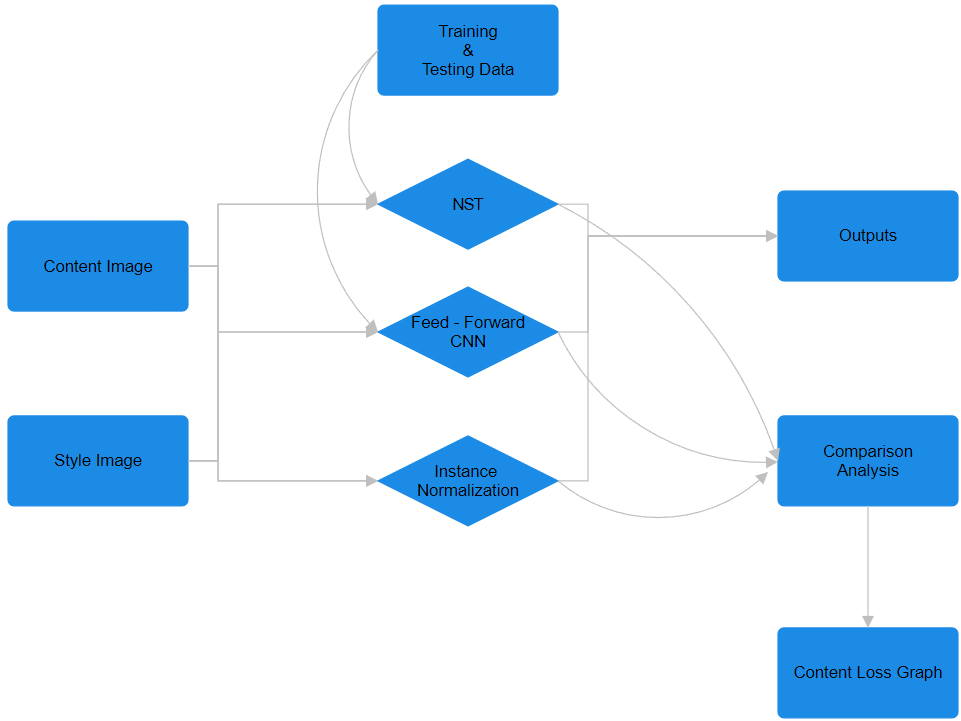 Training
&
Testing Data
NST
Content Image
Outputs
Feed - Forward
CNN
Style Image
Instance
Normalization
Comparison
Analysis
Content Loss Graph